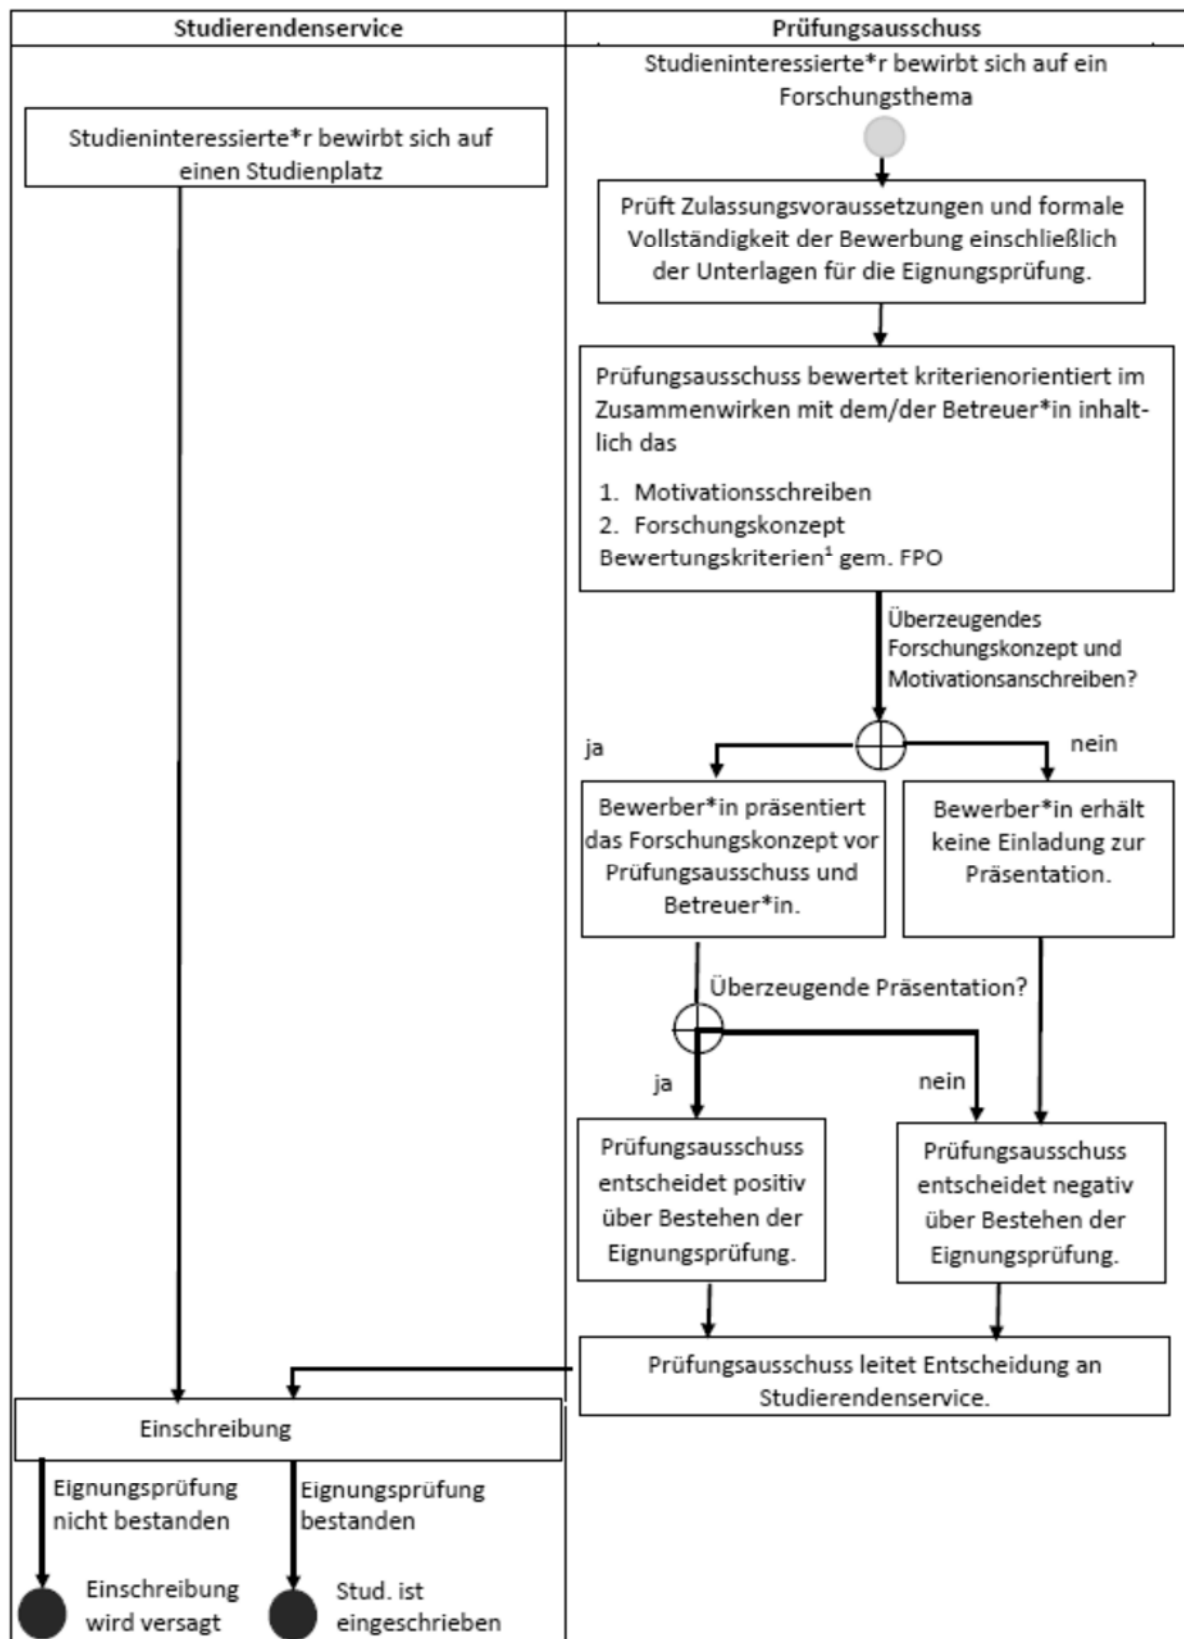 Studierendenservice
Prüfungsausschuss
Studieninteressierte*r bewirbt sich auf ein
Forschungsthema
Studieninteressierte*r bewirbt sich auf
einen Studienplatz
Prüft Zulassungsvoraussetzungen und formale
Vollständigkeit der Bewerbung einschließlich
der Unterlagen für die Eignungsprüfung.
Prüfungsausschuss bewertet kriterienorientiert im
Zusammenwirken mit dem/der Betreuer*in inhalt-
lich das
1. Motivationsschreiben
2. Forschungskonzept
Bewertungskriterien¹ gem. FPO
Überzeugendes
Forschungskonzept und
Motivationsanschreiben?
ja
nein
Bewerber*in präsentiert
das Forschungskonzept vor
Prüfungsausschuss und
Betreuer*in.
Bewerber*in erhält
keine Einladung zur
Präsentation.
Überzeugende Präsentation?
ja
nein
Prüfungsausschuss
entscheidet positiv
über Bestehen der
Eignungsprüfung.
Prüfungsausschuss
entscheidet negativ
über Bestehen der
Eignungsprüfung.
Prüfungsausschuss leitet Entscheidung an
Studierendenservice.
Einschreibung
Eignungsprüfung
nicht bestanden
Eignungsprüfung
bestanden
Einschreibung
wird versagt
Stud. ist
eingeschrieben